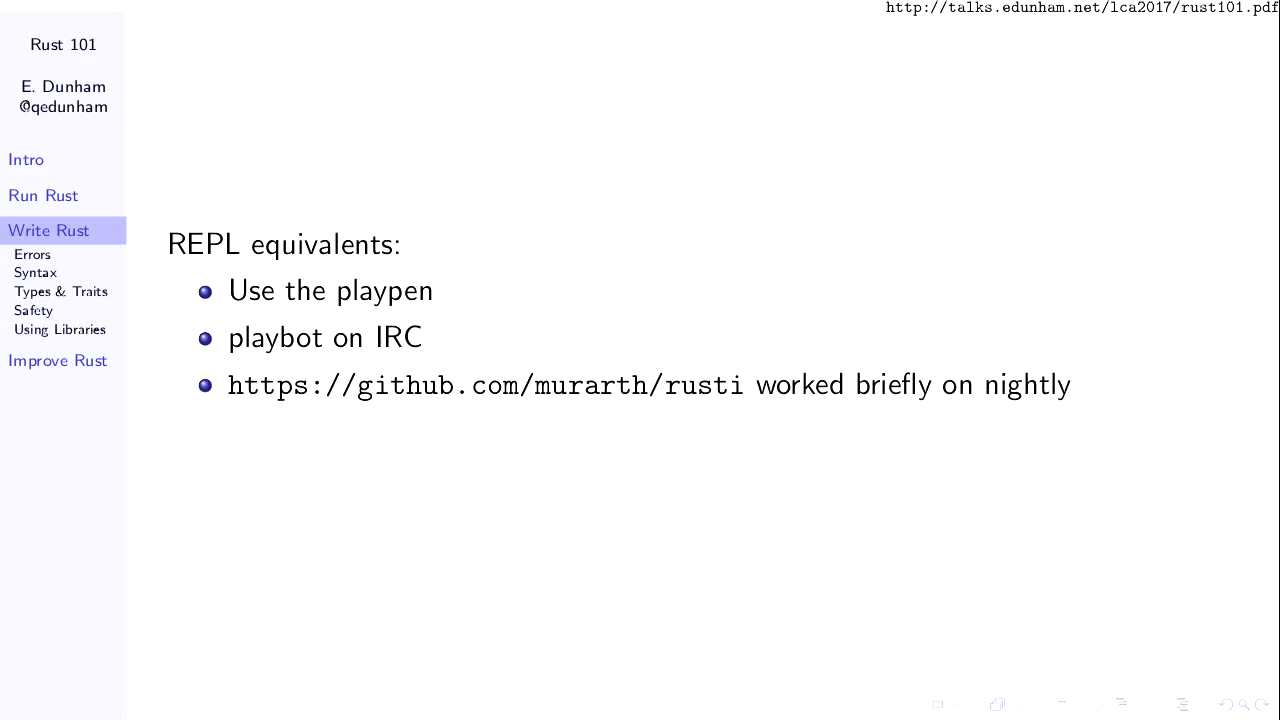 http://talks.edunham.net/lca2017/rust101.pdf
Rust 101
E. Dunham
@qedunham
Intro
Run Rust
Write Rust
Errors
Syntax
Types & Traits
Safety
Using Libraries
Improve Rust
REPL equivalents:
Use the playpen
playbot on IRC
https://github.com/murarth/rusti worked briefly on nightly